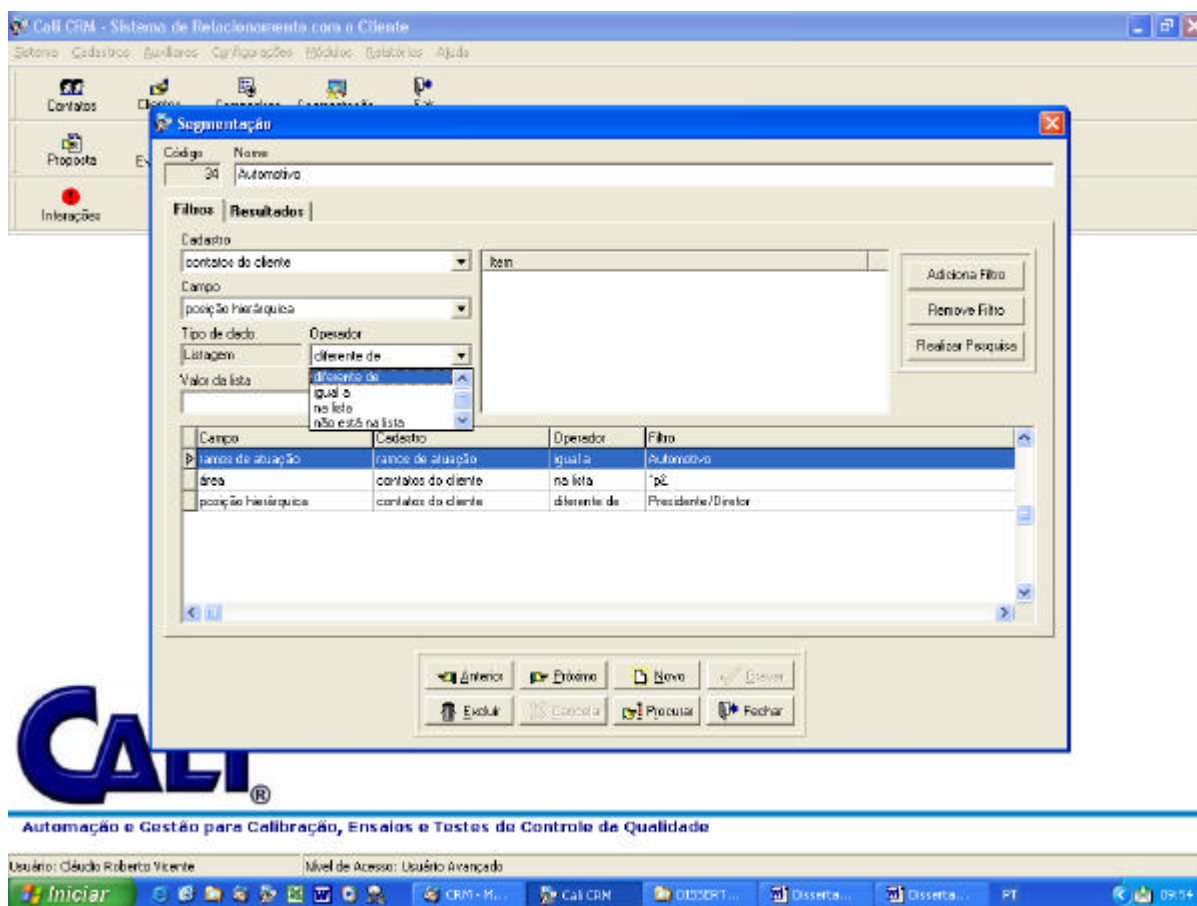 Cali CRM - Sistema de Relacionamento com o Cliente
Sistema Cadastros Auxiliares Configurações Módulos Relatórios Ajuda
Contatos
Proposta
Interações
Segmentação
Código Nome
34 Automotivo
Filtros Resultados
Cadastro
contatos do cliente
Item
Adiciona Filtro
Campo
posição hierárquica
Remove Filtro
Tipo de dado Operador
Listagem diferente de
Realizar Pesquisa
Valor da lista
diferente de
igual a
na lista
não está na lista
Campo Cadastro Operador Filtro
ramos de atuação ramos de atuação igual a Automotivo
área contatos do cliente na lista
posição hierárquica contatos do cliente diferente de Presidente/Diretor
Anterior Próximo Novo Gravar
Excluir Cancela Procurar Fechar
CALI ®
Automação e Gestão para Calibração, Ensaios e Testes de Controle da Qualidade
Usuário: Cláudio Roberto Vicente Nível de Acesso: Usuário Avançado
Iniciar CRM - M... Cali CRM DISSERT... Disserta... Disserta... PT 09:54